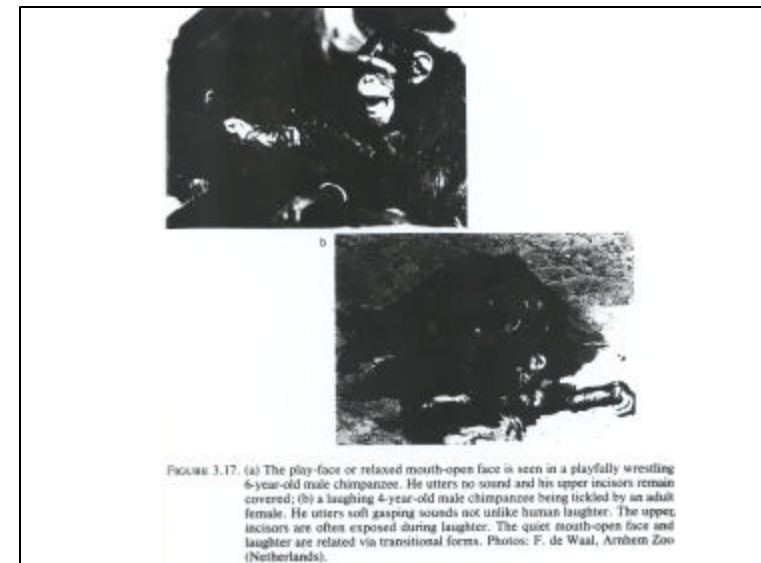 b
FIGURE 3.17. (a) The play-face or relaxed mouth-open face is seen in a playfully wrestling
6-year-old male chimpanzee. He utters no sound and his upper incisors remain
covered; (b) a laughing 4-year-old male chimpanzee being tickled by an adult
female. He utters soft gasping sounds not unlike human laughter. The upper
incisors are often exposed during laughter. The quiet mouth-open face and
laughter are related via transitional forms. Photos: F. de Waal, Arnhem Zoo
(Netherlands).